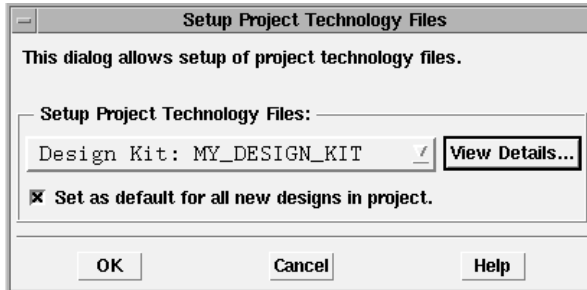 Setup Project Technology Files
This dialog allows setup of project technology files.
Setup Project Technology Files:
Design Kit: MY_DESIGN_KIT
View Details...
Set as default for all new designs in project.
OK
Cancel
Help